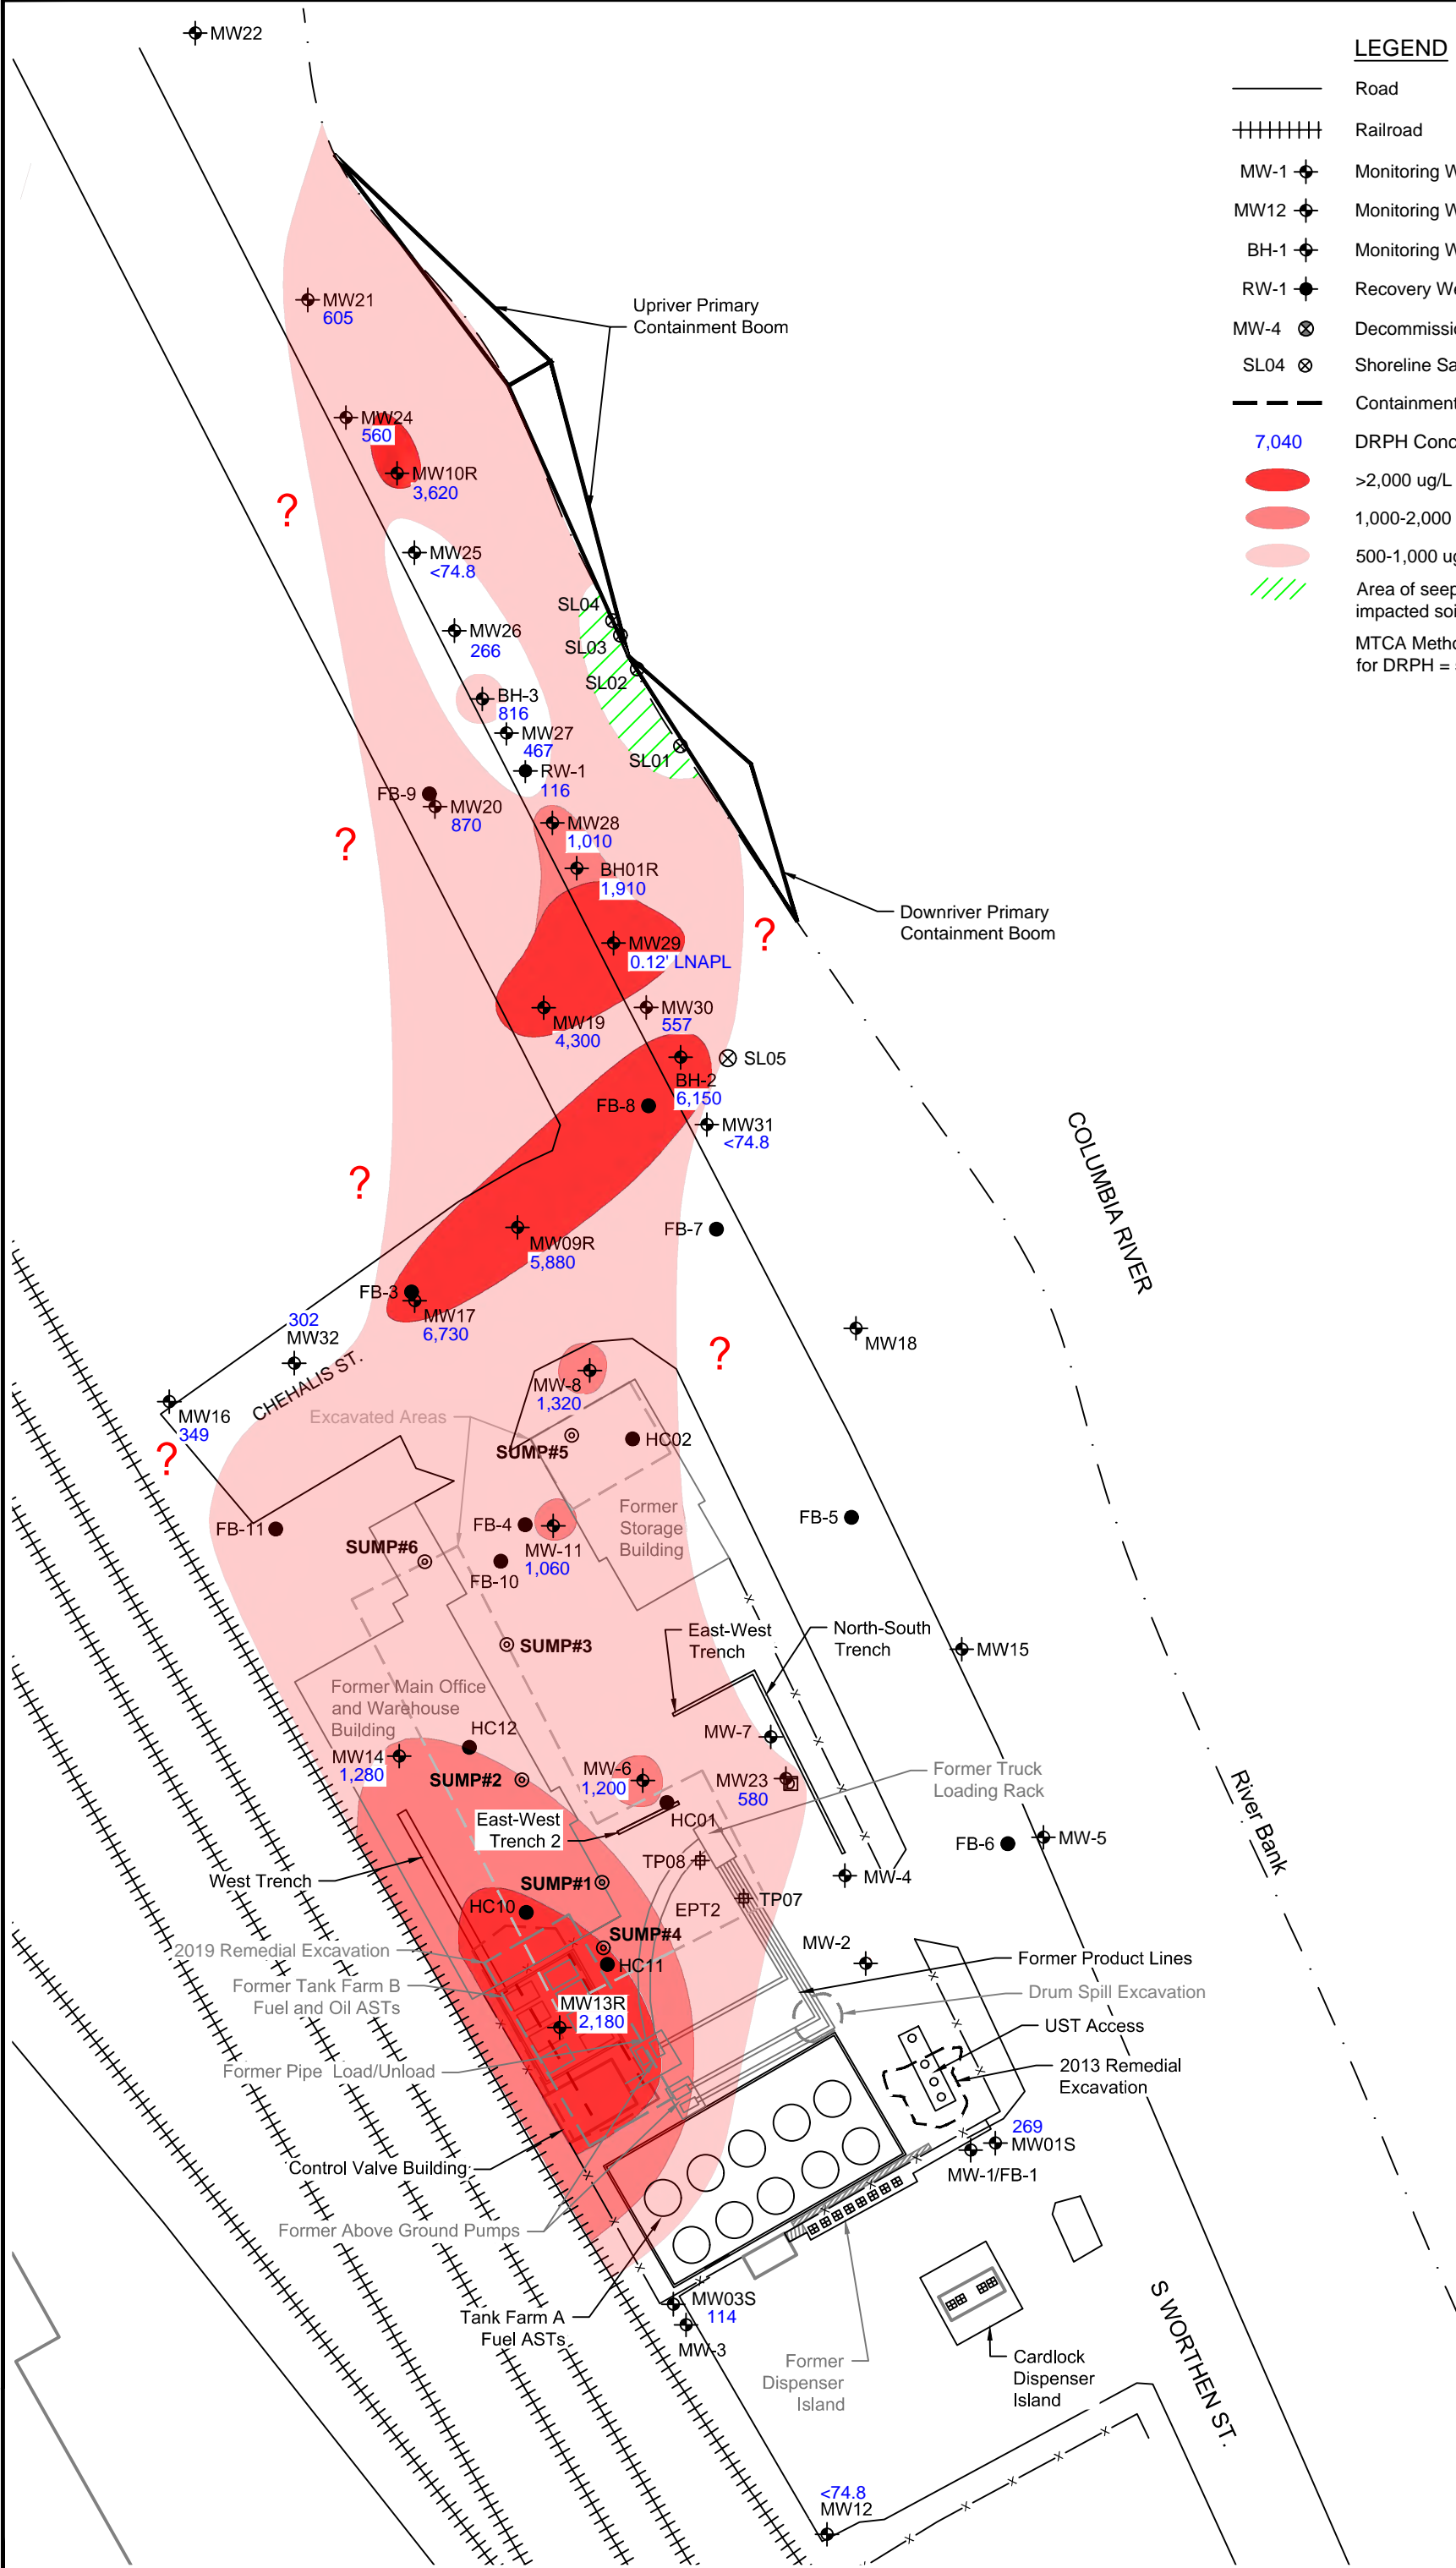 MW22
LEGEND
Road
Railroad
MW-1
Monitoring W
MW12
Monitoring W
BH-1
Monitoring W
RW-1
Recovery We
MW-4
Decommissi
SL04
Shoreline Sa
Containment
7,040
DRPH Conc
>2,000 ug/L
1,000-2,000
500-1,000 ug
Area of seep
impacted soi
MTCA Metho
for DRPH =
MW21
605
Upriver Primary
Containment Boom
MW24
560
MW10R
3,620
?
MW25
<74.8
SL04
MW26
266
SL03
SL02
BH-3
816
MW27
467
SL01
RW-1
116
FB-9
MW20
870
MW28
1,010
?
BH01R
1,910
Downriver Primary
Containment Boom
?
MW29
0.12' LNAPL
MW30
557
MW19
4,300
SL05
BH-2
6,150
FB-8
MW31
<74.8
COLUMBIA RIVER
?
FB-7
MW09R
5,880
FB-3
MW17
6,730
302
MW32
MW18
?
CHEHALIS ST.
MW-8
1,320
MW16
349
Excavated Areas
?
SUMP#5
HC02
Former
Storage
Building
FB-5
FB-4
FB-11
MW-11
1,060
SUMP#6
FB-10
East-West
Trench
North-South
Trench
SUMP#3
MW15
Former Main Office
and Warehouse
Building
HC12
MW-7
MW14
1,280
SUMP#2
MW-6
1,200
MW23
580
Former Truck
Loading Rack
River Bank
HC01
East-West
Trench 2
FB-6
MW-5
TP08
West Trench
SUMP#1
MW-4
HC10
EPT2
TP07
SUMP#4
MW-2
2019 Remedial Excavation
HC11
Former Product Lines
Former Tank Farm B
Fuel and Oil ASTs
Drum Spill Excavation
MW13R
2,180
UST Access
Former Pipe Load/Unload
2013 Remedial
Excavation
269
MW01S
Control Valve Building
MW-1/FB-1
Former Above Ground Pumps
MW03S
114
Tank Farm A
Fuel ASTs
MW-3
Former
Dispenser
Island
Cardlock
Dispenser
Island
S WORTHEN ST.
<74.8
MW12